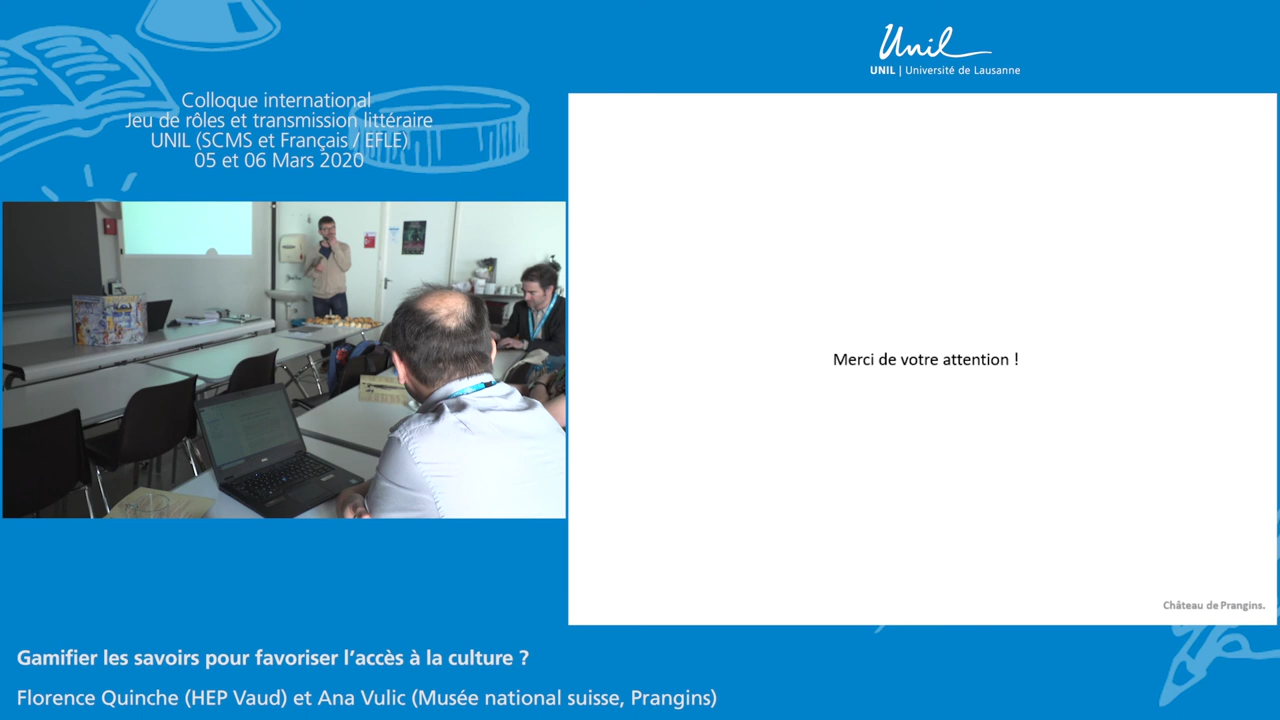 Unil
UNIL | Université de Lausanne
Colloque international
Jeu de rôles et transmission littéraire
UNIL (SCMS et Français / EFLE)
05 et 06 Mars 2020
Merci de votre attention !
Château de Prangins.
Gamifier les savoirs pour favoriser l'accès à la culture ?
Florence Quinche (HEP Vaud) et Ana Vulic (Musée national suisse, Prangins)